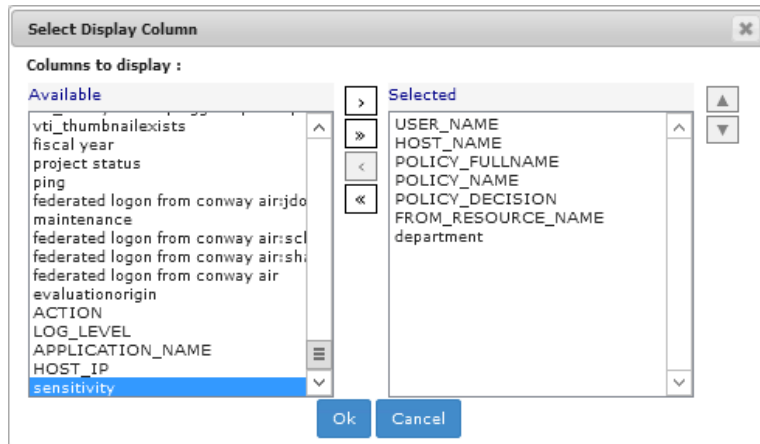 Select Display Column
Columns to display :
Available
vti_thumbnailexists
fiscal year
project status
ping
federated logon from conway air:jdo
maintenance
federated logon from conway air:scl
federated logon from conway air:sha
federated logon from conway air
evaluationorigin
ACTION
LOG_LEVEL
APPLICATION_NAME
HOST_IP
sensitivity
Selected
USER_NAME
HOST_NAME
POLICY_FULLNAME
POLICY_NAME
POLICY_DECISION
FROM_RESOURCE_NAME
department
Ok
Cancel